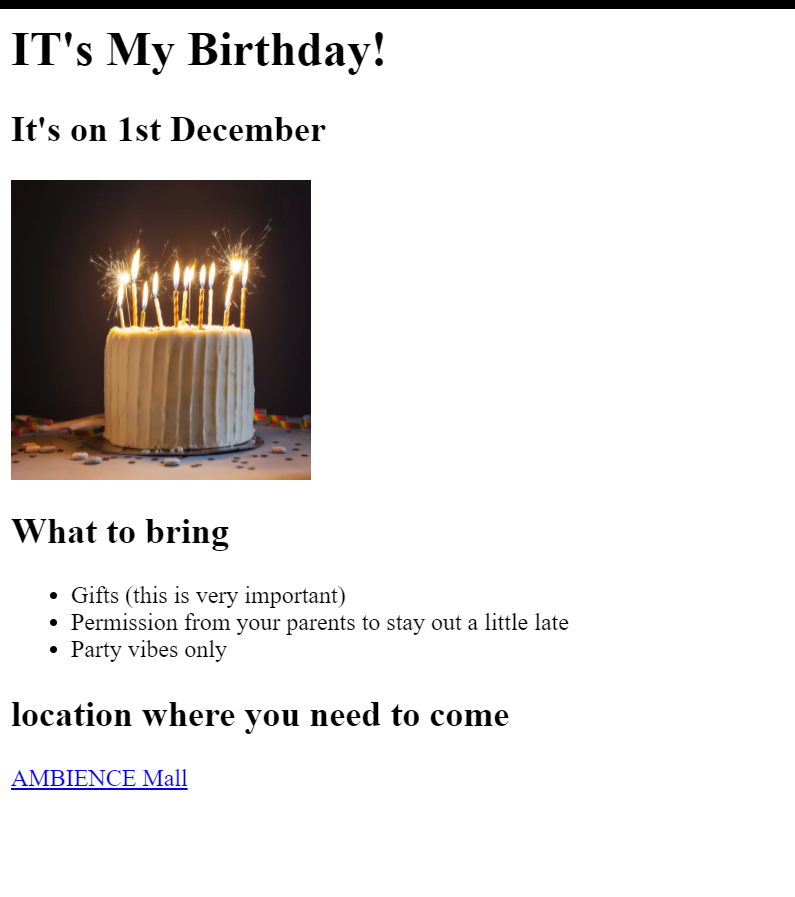 IT's My Birthday!
It's on 1st December
What to bring
Gifts (this is very important)
Permission from your parents to stay out a little late
Party vibes only
location where you need to come
AMBIENCE Mall